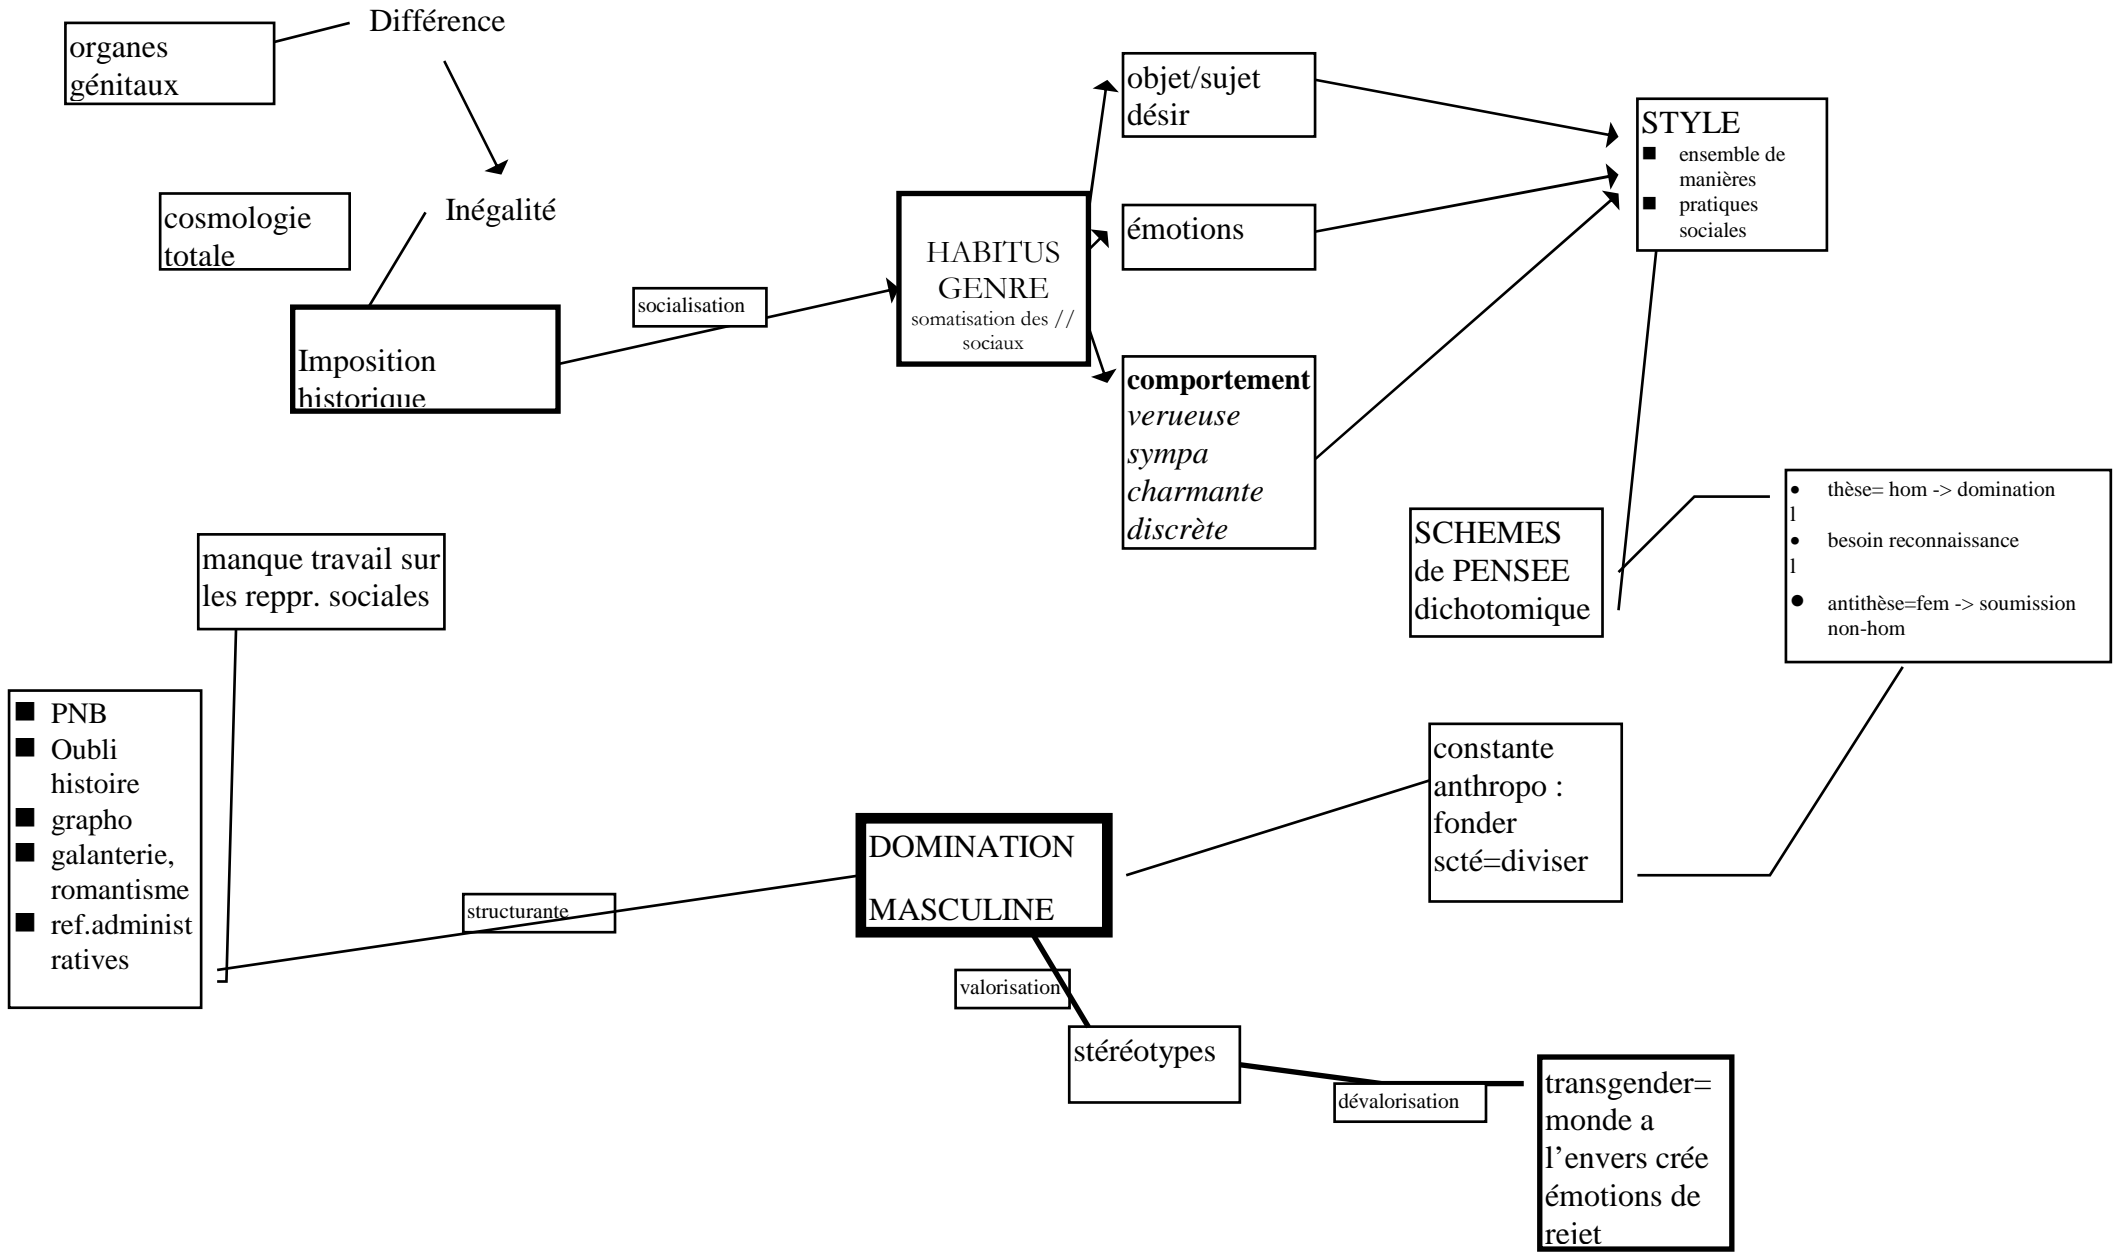 Différence
organes
génitaux
cosmologie
totale
Inégalité
Imposition
historique
socialisation
HABITUS
GENRE
somatisation des //
sociaux
objet/sujet
désir
émotions
comportement
verueuse
sympa
charmante
discrète
STYLE
■ ensemble de
manières
■ pratiques
sociales
SCHEMES
de PENSEE
dichotomique
• thèse= hom -> domination
l
• besoin reconnaissance
l
● antithèse=fem -> soumission
non-hom
manque travail sur
les reppr. sociales
■ PNB
■ Oubli
histoire
■ grapho
■ galanterie,
romantisme
■ ref.administ
ratives
structurante
DOMINATION
MASCULINE
constante
anthropo :
fonder
scté=diviser
valorisation
stéréotypes
dévalorisation
transgender=
monde a
l’envers crée
émotions de
rejet